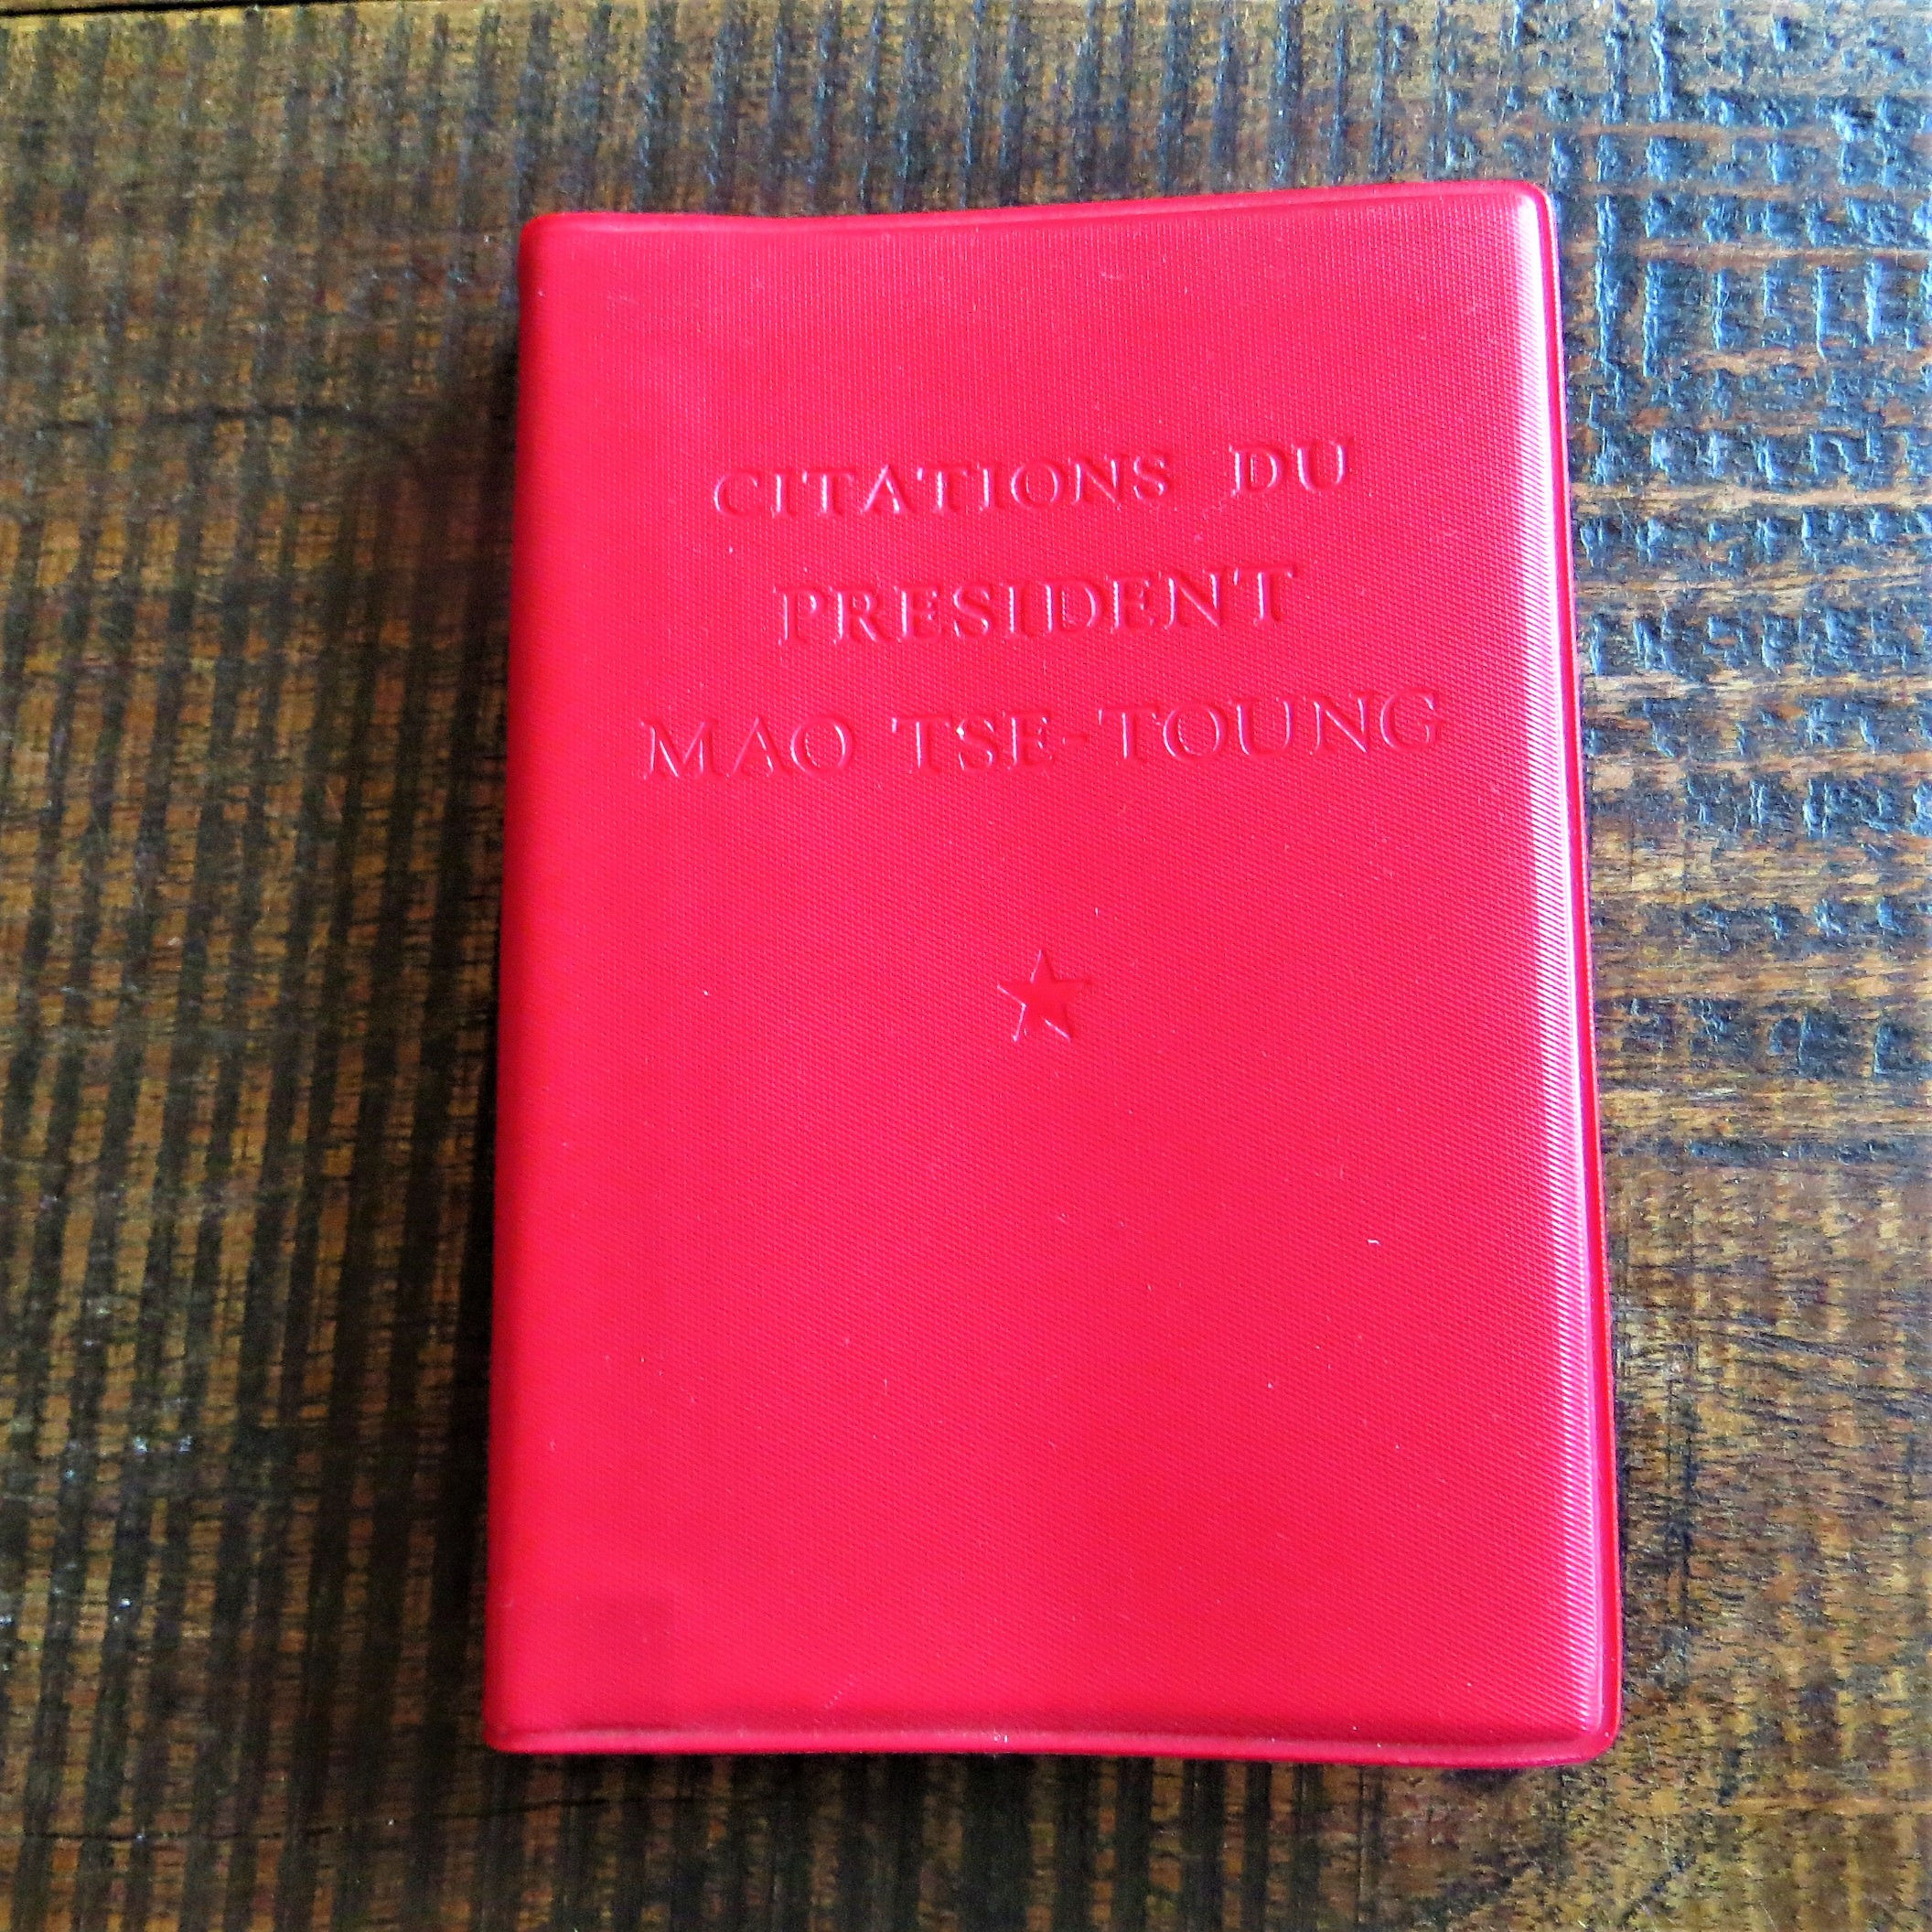 CITATIONS DU
PRESIDENT
MAO TSE-TOUNG